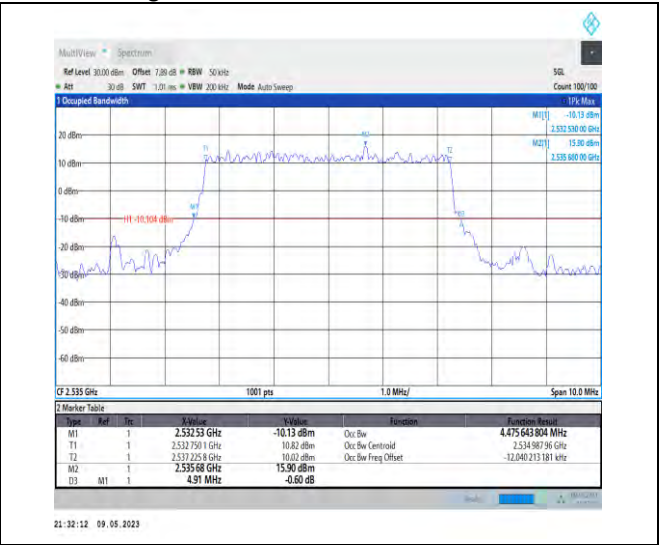 MultiView Spectrum
Ref Level 30.00 dBm Offset 7.89 dB RBW 50 kHz SGL
Att 30 dB SWT 1.01 ms VBW 200 kHz Mode Auto Sweep Count 100/100
1 Occupied Bandwidth 1Pk Max
M1[1] -10.13 dBm
2.532 530 00 GHz
M2[1] 15.90 dBm
2.535 680 00 GHz
20 dBm
10 dBm
0 dBm
-10 dBm
-20 dBm
-30 dBm
-40 dBm
-50 dBm
-60 dBm
T1
M2
T2
M1
H1 -10.104 dBm
D3
CF 2.535 GHz 1001 pts 1.0 MHz/ Span 10.0 MHz
2 Marker Table
Type Ref Trc X-Value Y-Value Function Function Result
M1 1 2.532 53 GHz -10.13 dBm Occ Bw 4.475 643 804 MHz
T1 1 2.532 750 1 GHz 10.82 dBm Occ Bw Centroid 2.534 987 96 GHz
T2 1 2.537 225 8 GHz 10.02 dBm Occ Bw Freq Offset -12.040 213 181 kHz
M2 1 2.535 68 GHz 15.90 dBm
D3 M1 1 4.91 MHz -0.60 dB
21:32:12 09.05.2023